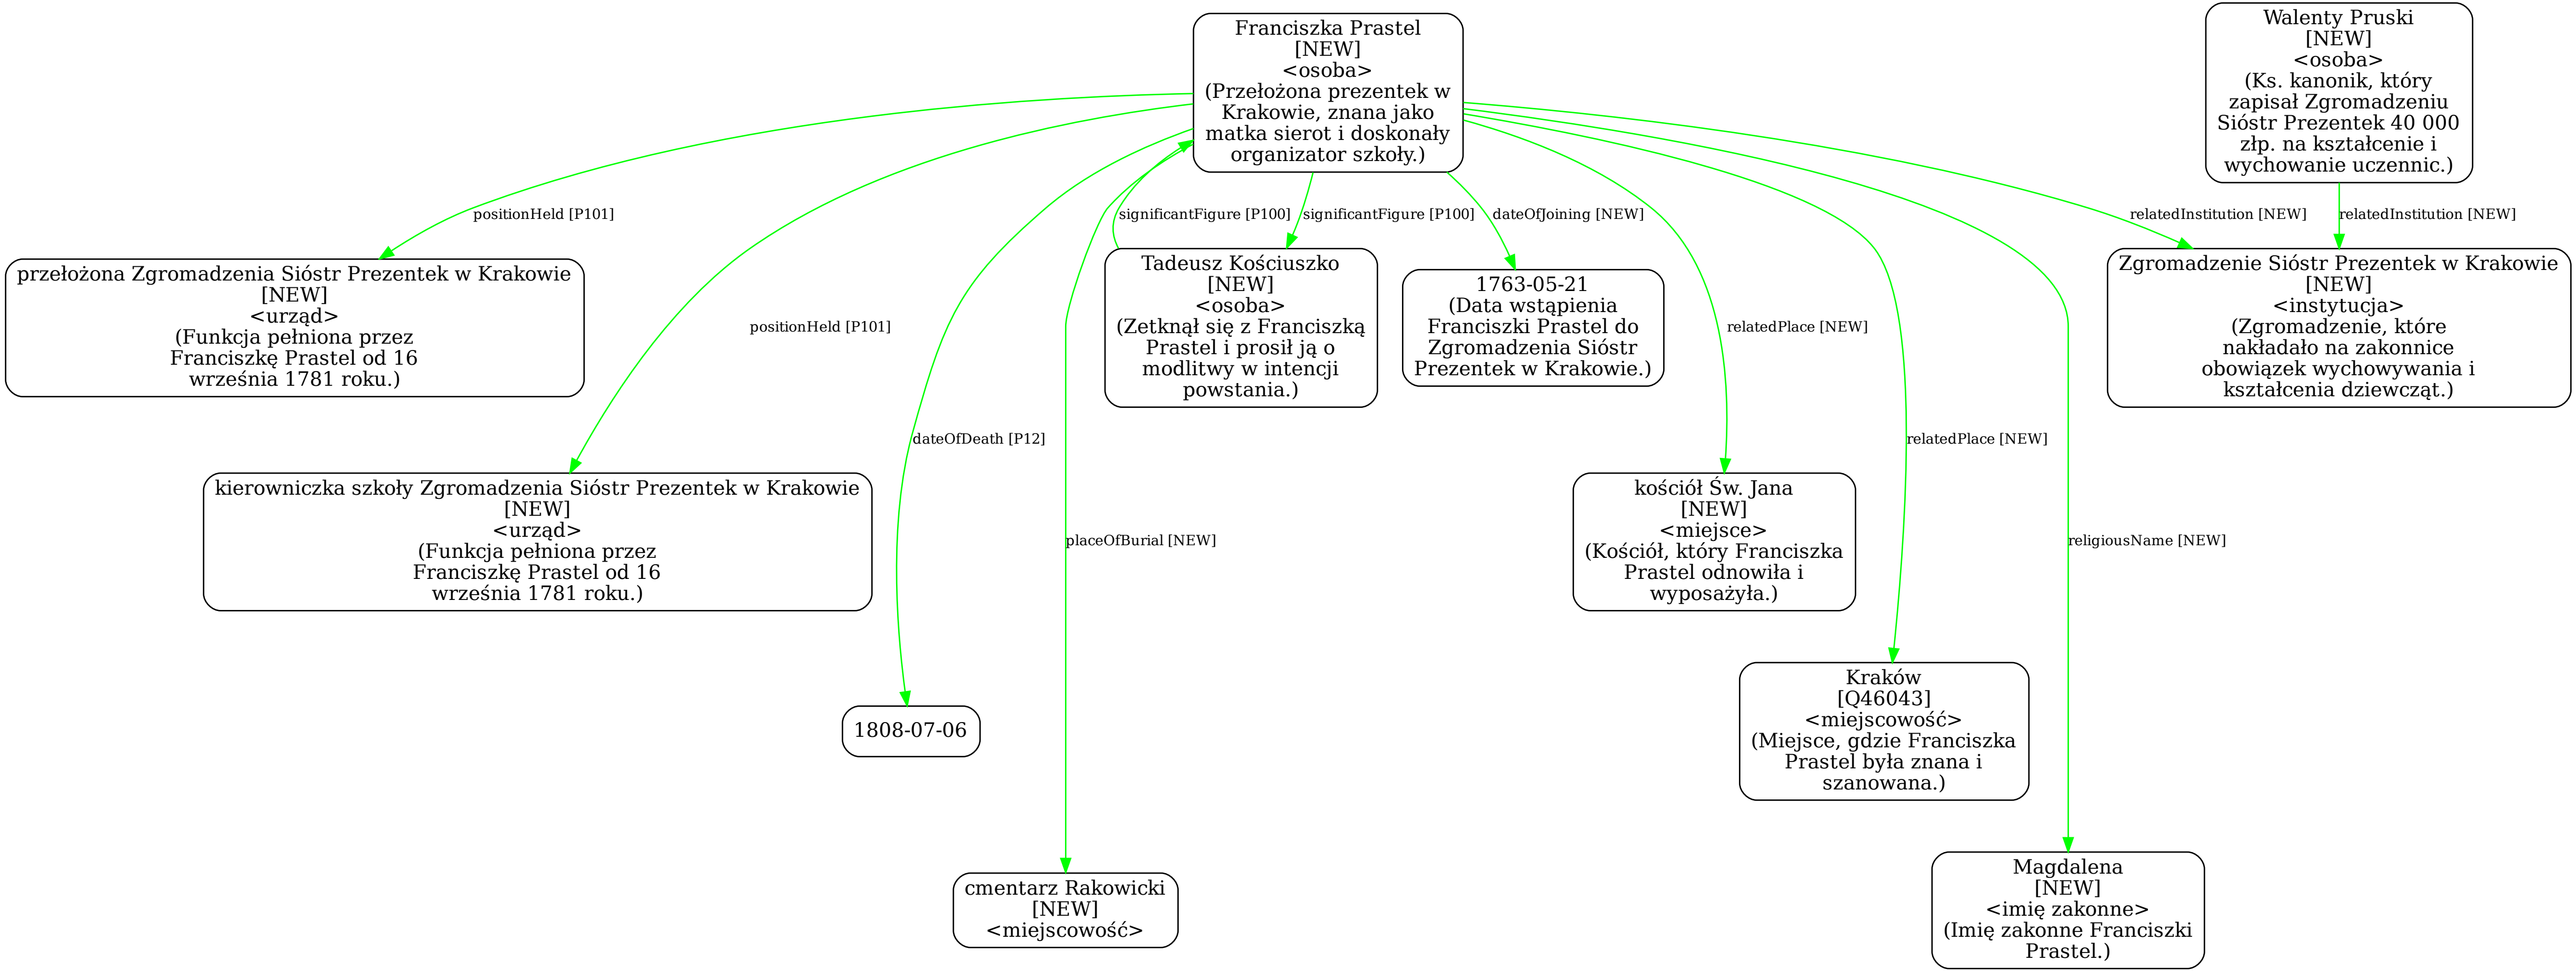 Franciszka Prastel
[NEW]
<osoba>
(Przełożona prezentek w
Krakowie, znana jako
matka sierot i doskonały
organizator szkoły.)
Walenty Pruski
[NEW]
<osoba>
(Ks. kanonik, który
zapisał Zgromadzeniu
Sióstr Prezentek 40 000
złp. na kształcenie i
wychowanie uczennic.)
positionHeld [P101]
significantFigure [P100]
significantFigure [P100]
dateOfJoining [NEW]
relatedInstitution [NEW]
relatedInstitution [NEW]
przełożona Zgromadzenia Sióstr Prezentek w Krakowie
[NEW]
<urząd>
(Funkcja pełniona przez
Franciszkę Prastel od 16
września 1781 roku.)
positionHeld [P101]
Tadeusz Kościuszko
[NEW]
<osoba>
(Zetknął się z Franciszką
Prastel i prosił ją o
modlitwy w intencji
powstania.)
1763-05-21
(Data wstąpienia
Franciszki Prastel do
Zgromadzenia Sióstr
Prezentek w Krakowie.)
relatedPlace [NEW]
Zgromadzenie Sióstr Prezentek w Krakowie
[NEW]
<instytucja>
(Zgromadzenie, które
nakładało na zakonnice
obowiązek wychowywania i
kształcenia dziewcząt.)
dateOfDeath [P12]
relatedPlace [NEW]
kierowniczka szkoły Zgromadzenia Sióstr Prezentek w Krakowie
[NEW]
<urząd>
(Funkcja pełniona przez
Franciszkę Prastel od 16
września 1781 roku.)
placeOfBurial [NEW]
kościół Św. Jana
[NEW]
<miejsce>
(Kościół, który Franciszka
Prastel odnowiła i
wyposażyła.)
religiousName [NEW]
1808-07-06
Kraków
[Q46043]
<miejscowość>
(Miejsce, gdzie Franciszka
Prastel była znana i
szanowana.)
cmentarz Rakowicki
[NEW]
<miejscowość>
Magdalena
[NEW]
<imię zakonne>
(Imię zakonne Franciszki
Prastel.)